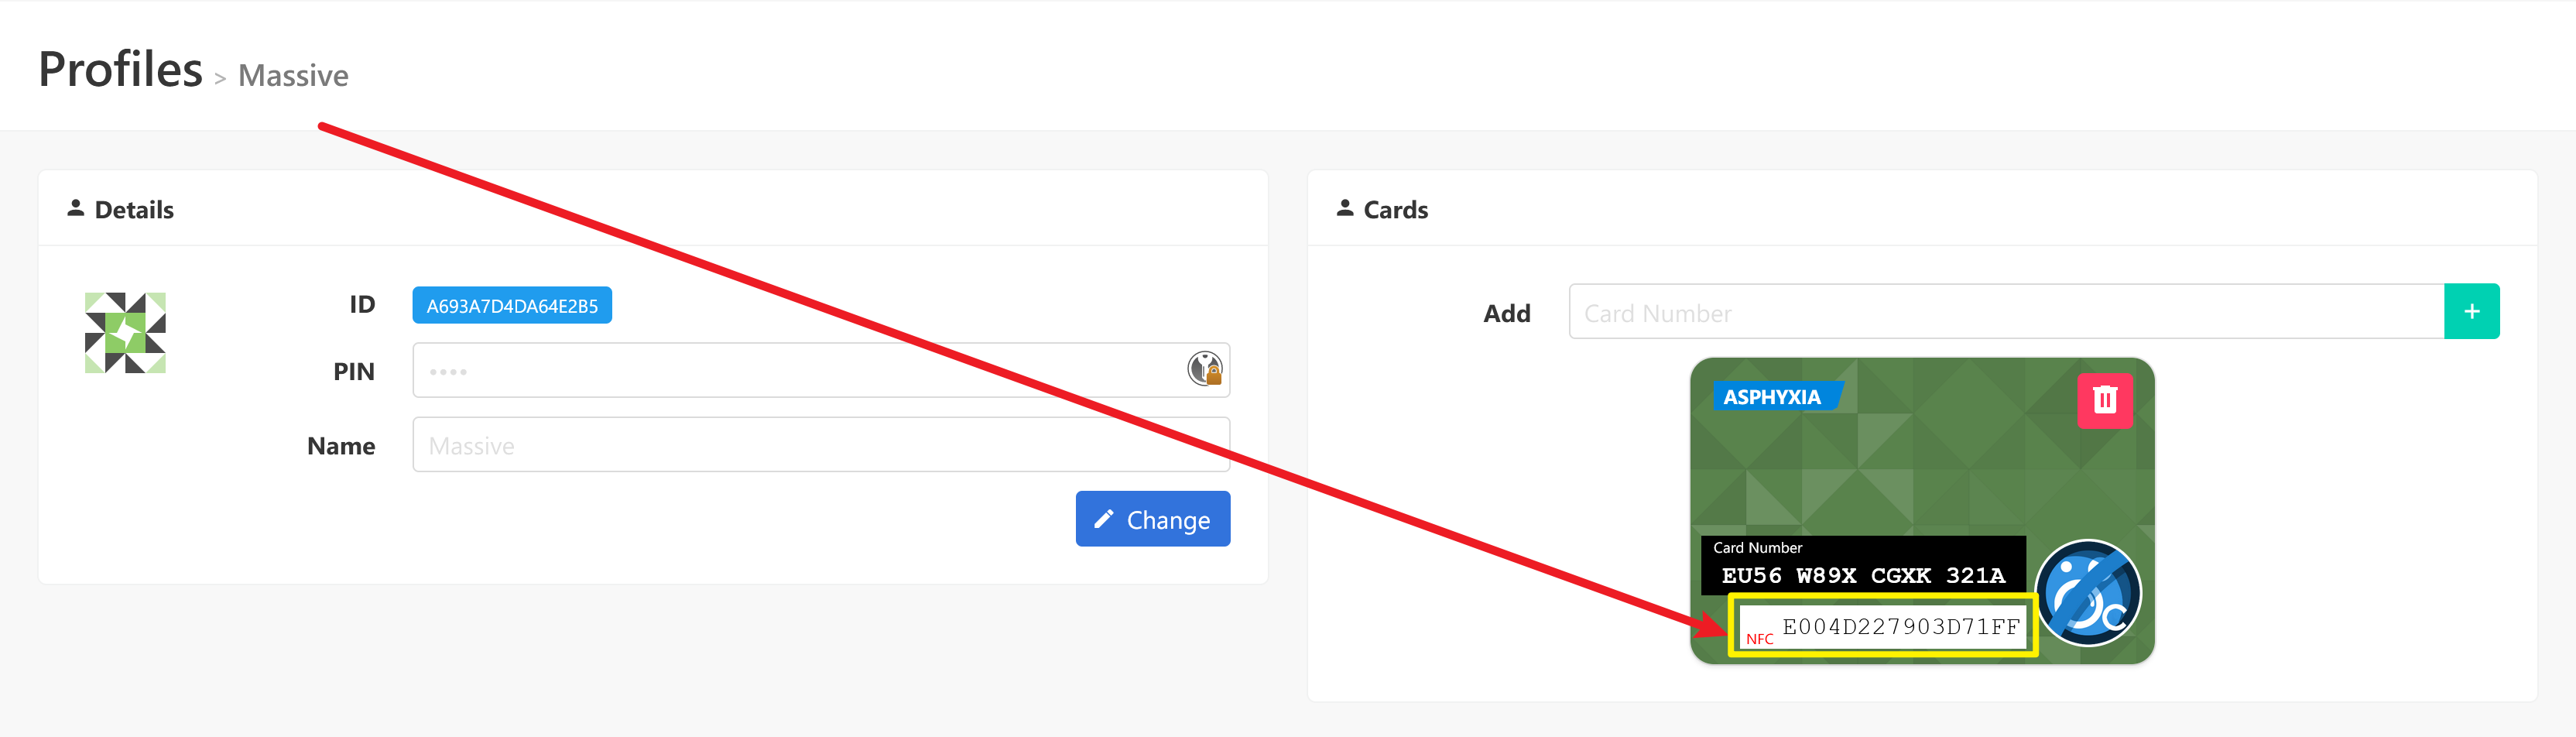 Profiles > Massive
Details
ID A693A7D4DA64E2B5
PIN ••••
Name Massive
Change
Cards
Add Card Number +
ASPHYXIA
Card Number
EU56 W89X CGXK 321A
NFC E004D227903D71FF